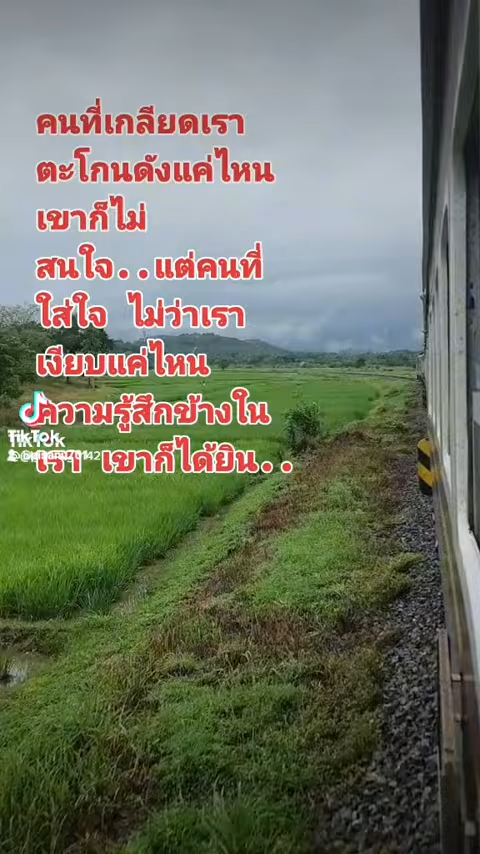 คนที่เกลียดเรา
ตะโกนดังแค่ไหน
เขาก็ไม่
สนใจ..แต่คนที่
ใส่ใจ ไม่ว่าเรา
เงียบแค่ไหน
ความรู้สึกข้างใน
TikTok
เรา เขาก็ได้ยิน..